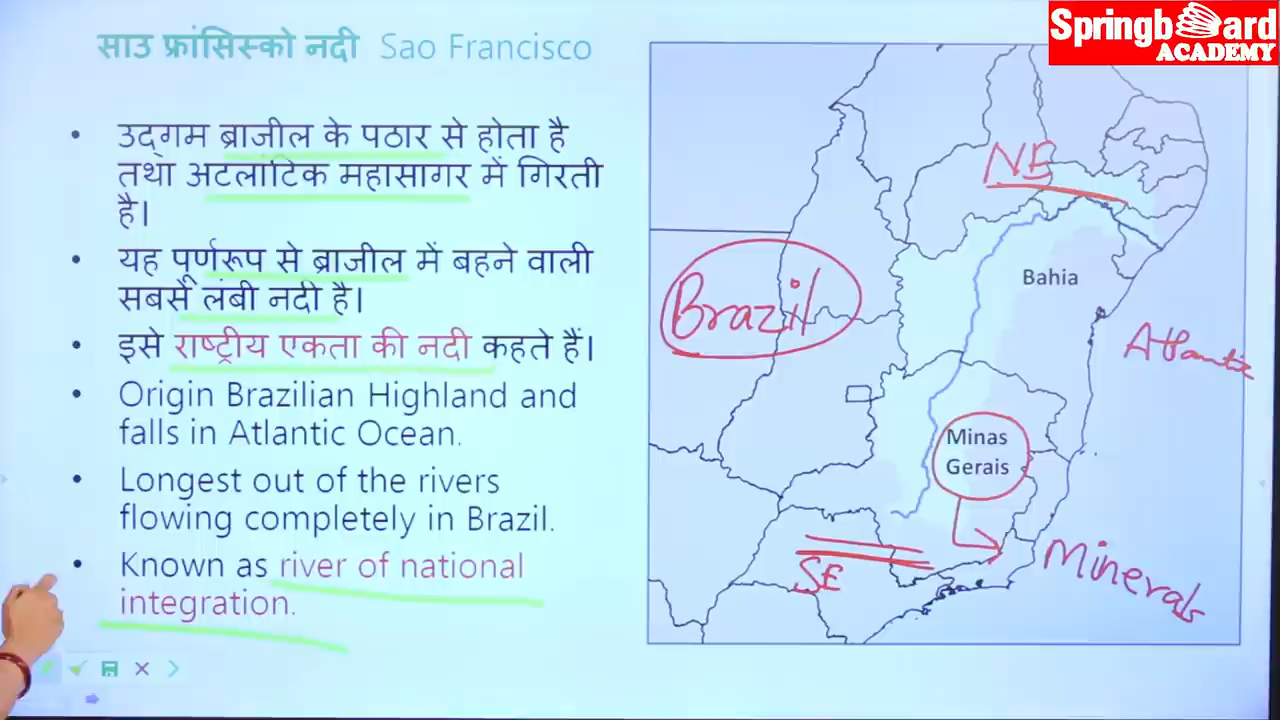 Springboard
ACADEMY
साउ फ्रांसिस्को नदी Sao Francisco
• उद्गम ब्राजील के पठार से होता है
तथा अटलांटिक महासागर में गिरती
है।
• यह पूर्णरूप से ब्राजील में बहने वाली
सबसे लंबी नदी है।
• इसे राष्ट्रीय एकता की नदी कहते हैं।
• Origin Brazilian Highland and
falls in Atlantic Ocean.
• Longest out of the rivers
flowing completely in Brazil.
• Known as river of national
integration.
NE
Bahia
Brazil
Atlantic
Minas
Gerais
Minerals
SE